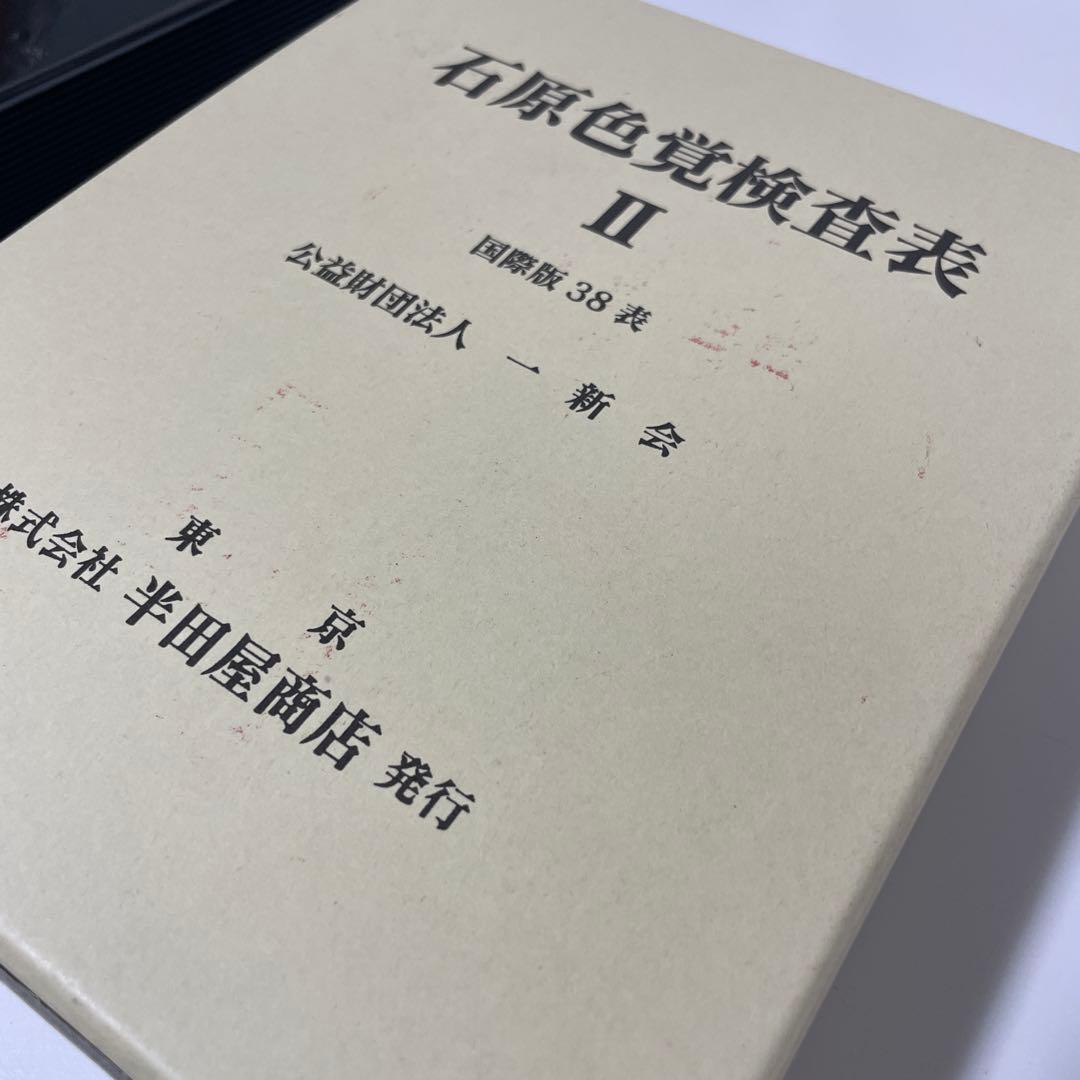 石原色覚検査表
II
国際版 38 表
公益財団法人 一新会
東京
株式会社 半田屋商店 発行